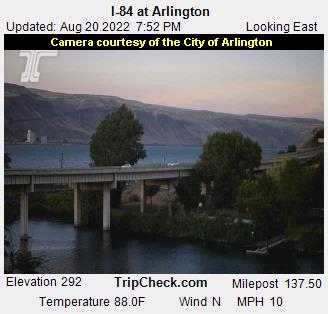 I-84 at Arlington
Updated: Aug 20 2022 7:52 PM Looking East
Camera courtesy of the City of Arlington
Elevation 292 TripCheck.com Milepost 137.50
Temperature 88.0F Wind N MPH 10